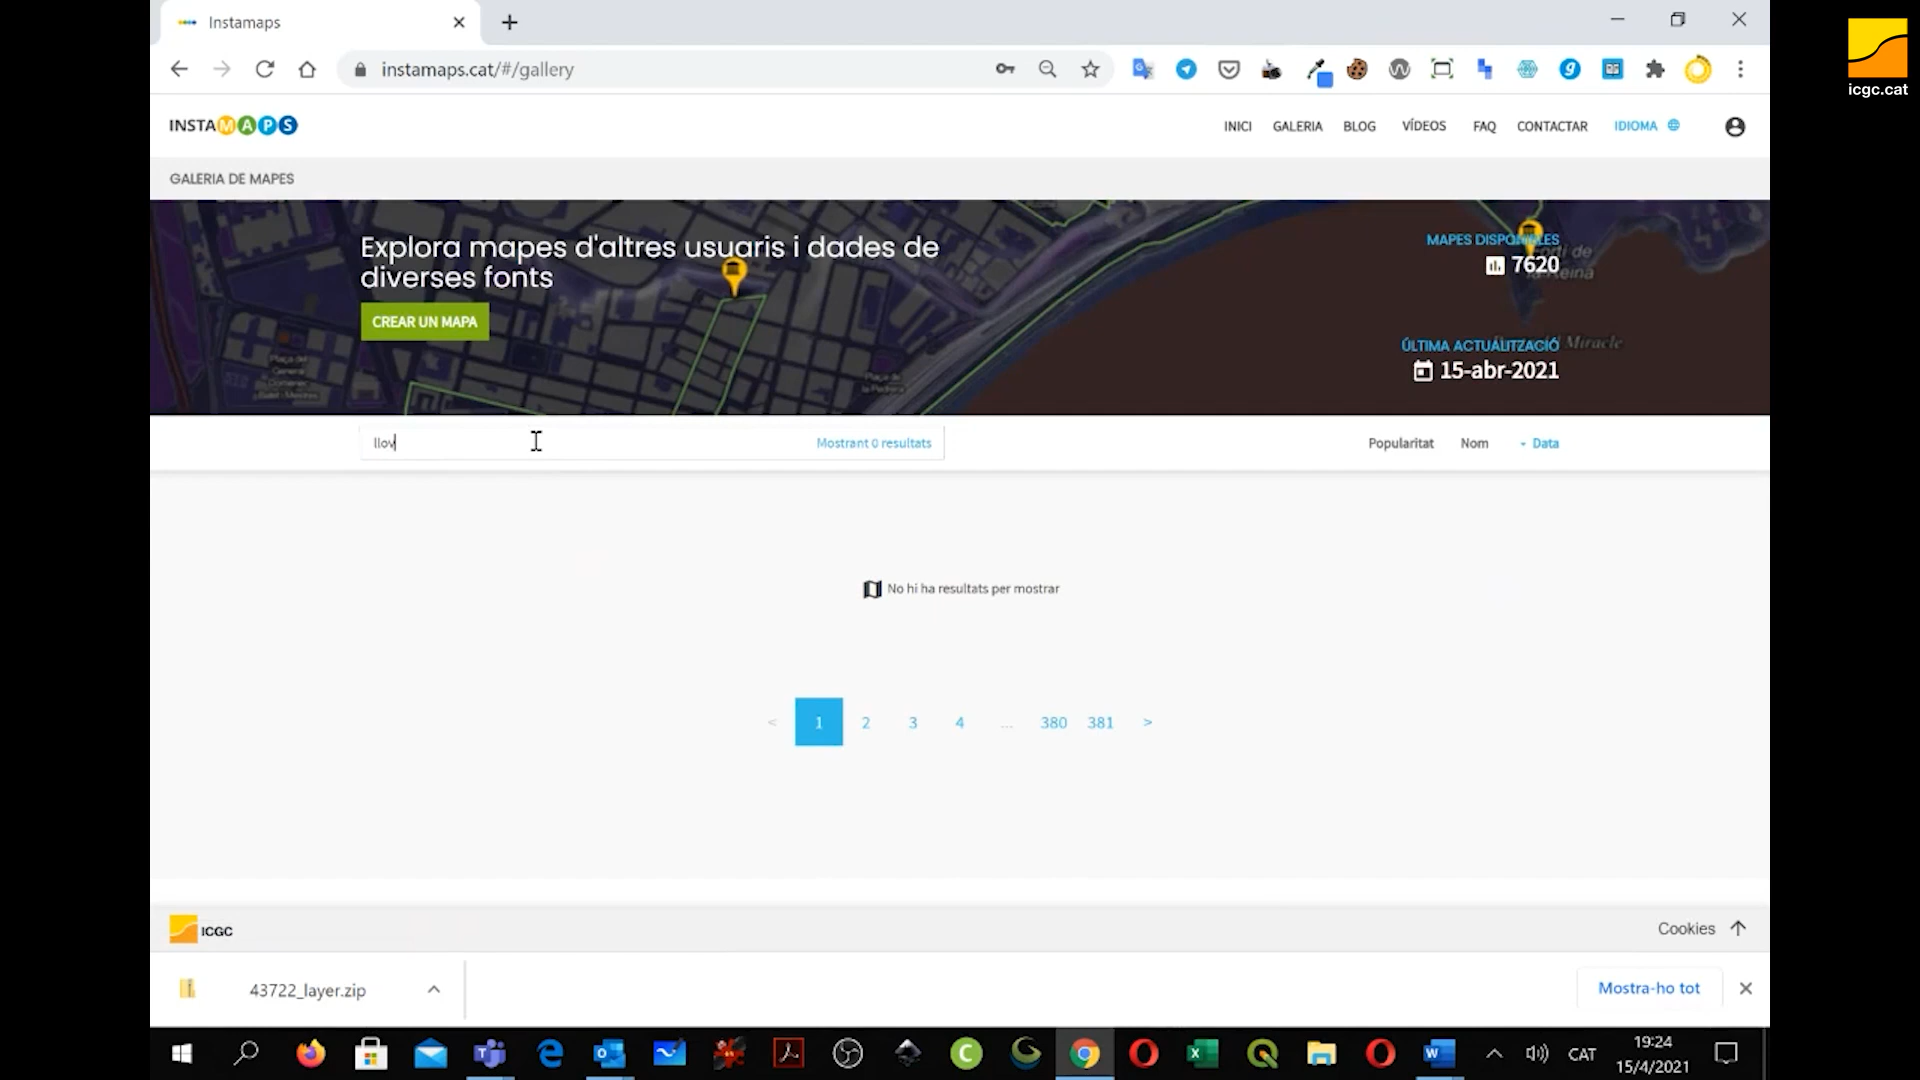 Instamaps
icgc.cat
instamaps.cat/#/gallery
INSTAMAPS
INICI GALERIA BLOG VÍDEOS FAQ CONTACTAR IDIOMA
GALERIA DE MAPES
Explora mapes d'altres usuaris i dades de
diverses fonts
CREAR UN MAPA
MAPES DISPONIBLES
7620
ÚLTIMA ACTUALITZACIÓ
15-abr-2021
Miracle
llov
Mostrant 0 resultats
Popularitat Nom Data
No hi ha resultats per mostrar
< 1 2 3 4 ... 380 381 >
ICGC
Cookies
43722_layer.zip
Mostra-ho tot
CAT
19:24
15/4/2021